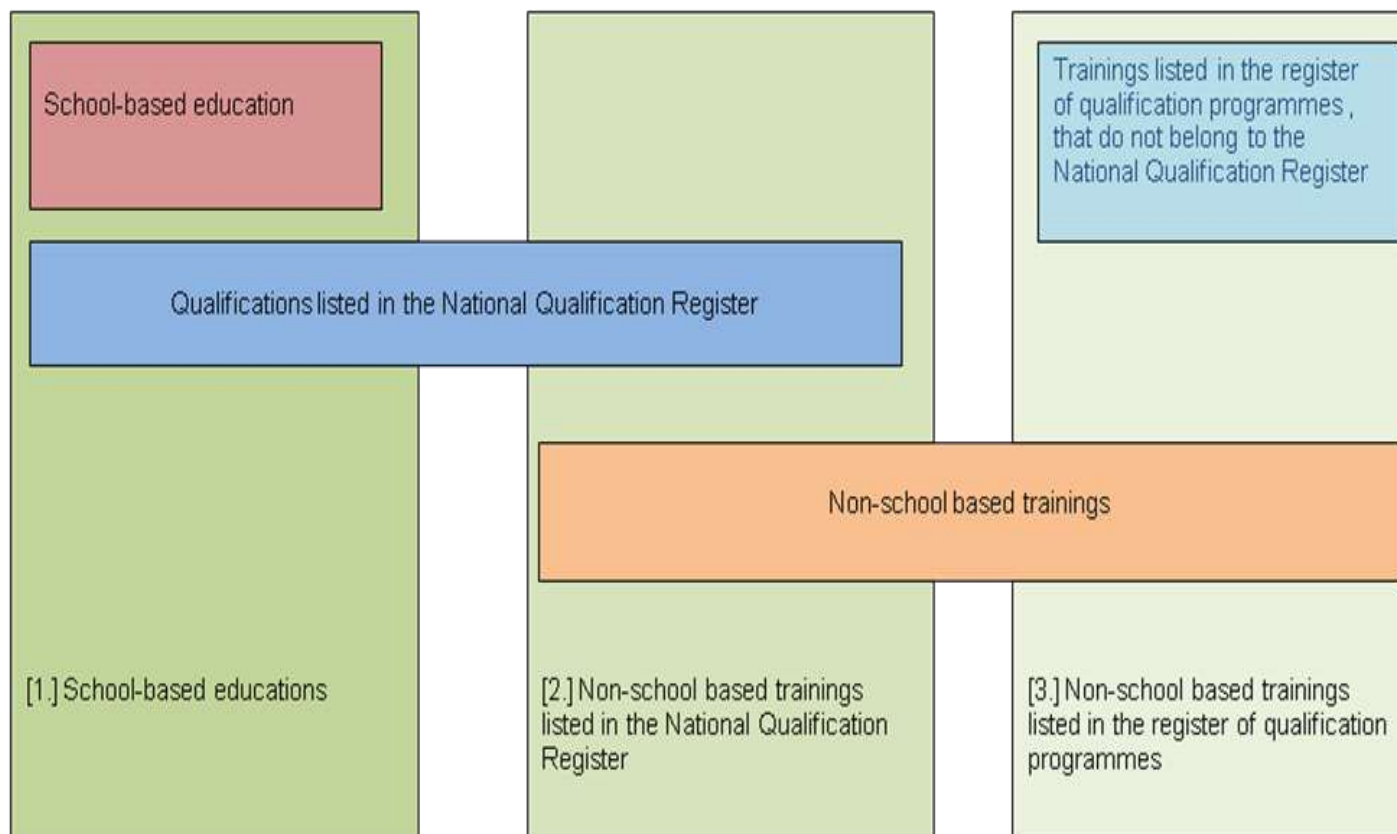 School-based education
Trainings listed in the register
of qualification programmes ,
that do not belong to the
National Qualification Register
Qualifications listed in the National Qualification Register
Non-school based trainings
[1.] School-based educations
[2.] Non-school based trainings
listed in the National Qualification
Register
[3.] Non-school based trainings
listed in the register of qualification
programmes